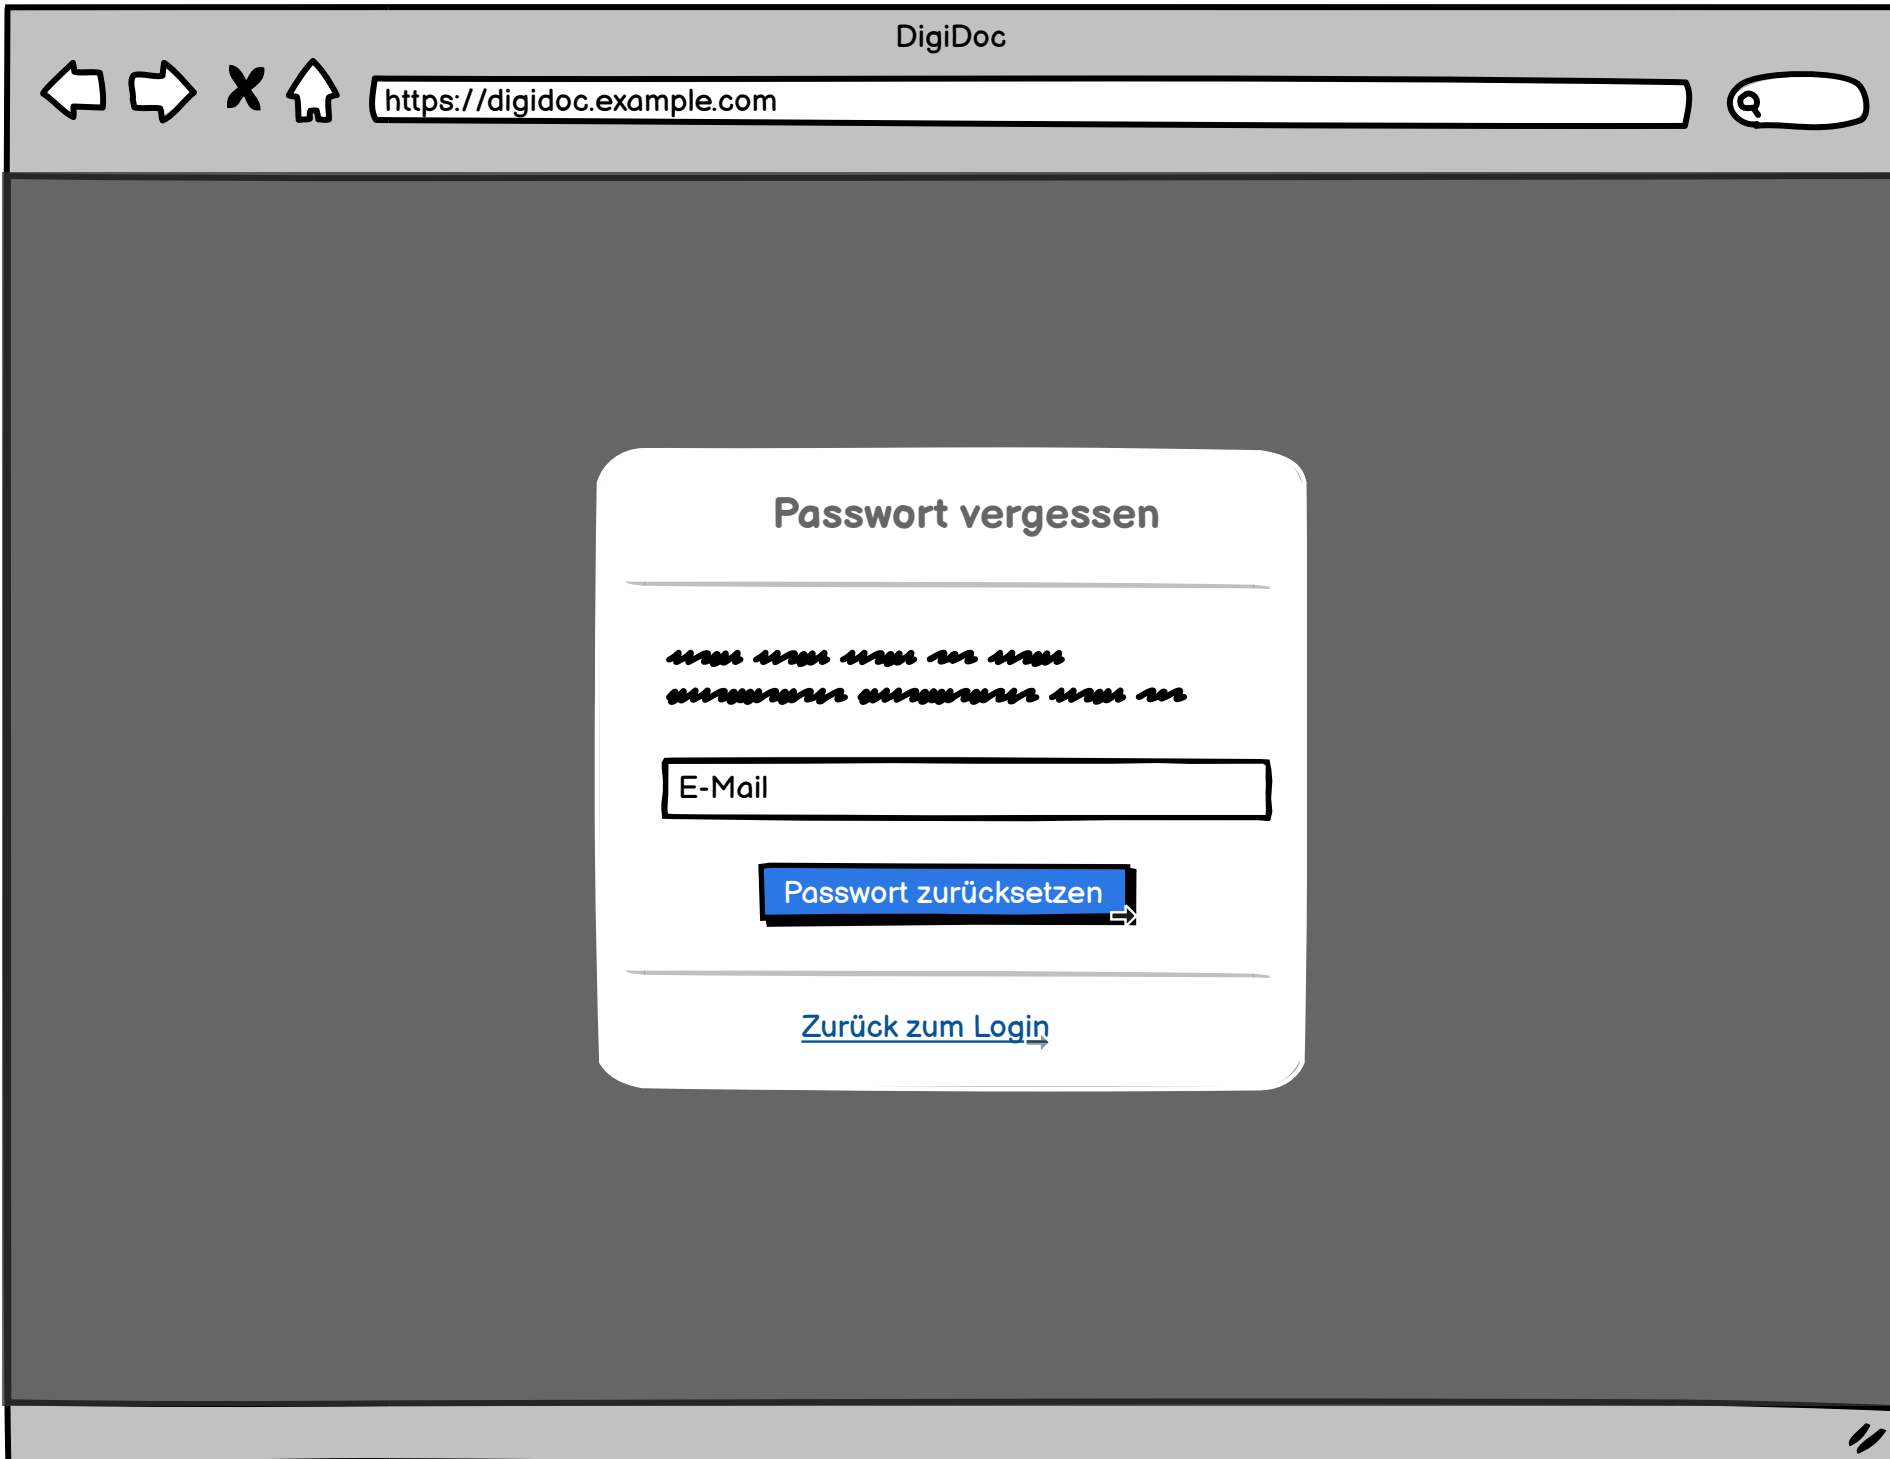 DigiDoc
https://digidoc.example.com
Passwort vergessen
E-Mail
Passwort zurücksetzen
Zurück zum Login